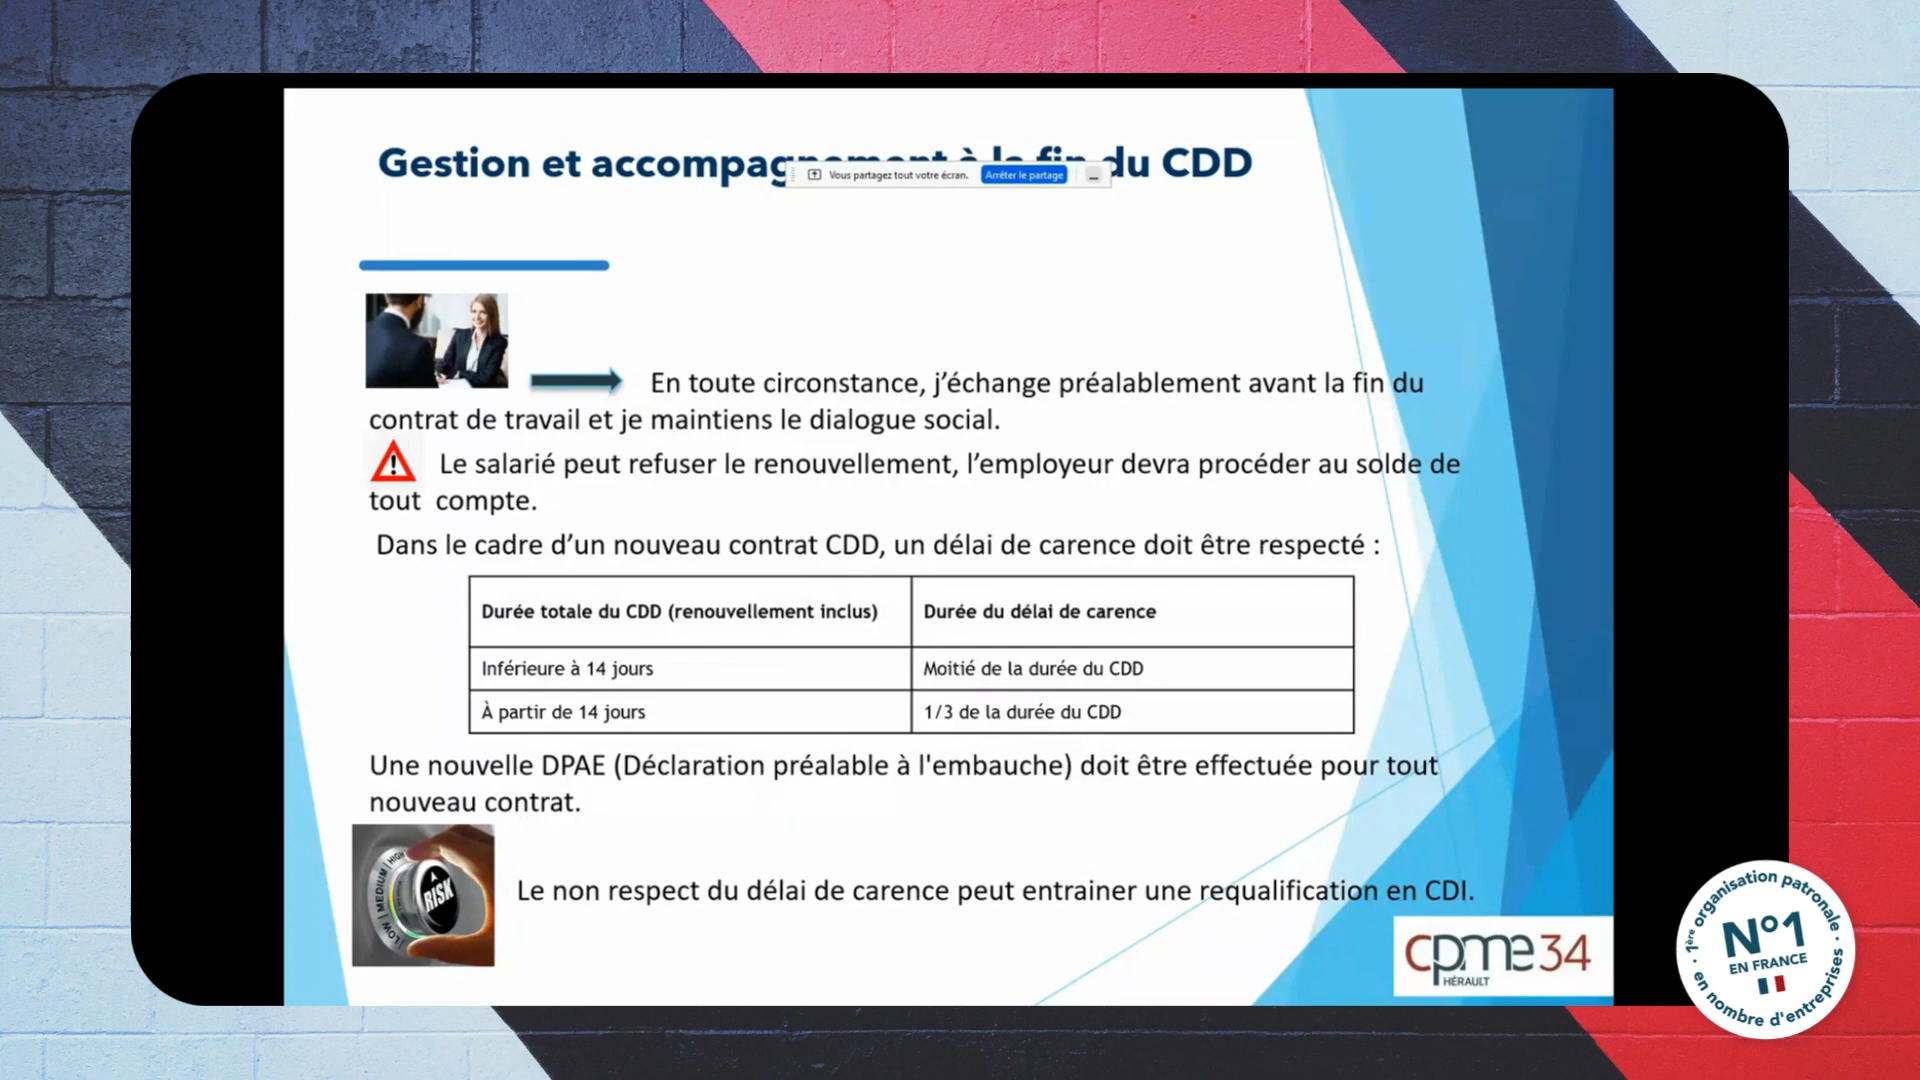 Gestion et accompagnement à la fin du CDD
Vous partagez tout votre écran. Arrêter le partage
En toute circonstance, j'échange préalablement avant la fin du
contrat de travail et je maintiens le dialogue social.
Le salarié peut refuser le renouvellement, l'employeur devra procéder au solde de
tout compte.
Dans le cadre d'un nouveau contrat CDD, un délai de carence doit être respecté :
Durée totale du CDD (renouvellement inclus) Durée du délai de carence
Inférieure à 14 jours Moitié de la durée du CDD
À partir de 14 jours 1/3 de la durée du CDD
Une nouvelle DPAE (Déclaration préalable à l'embauche) doit être effectuée pour tout
nouveau contrat.
LOW | MEDIUM | HIGH
RISK
Le non respect du délai de carence peut entrainer une requalification en CDI.
cpme34
HÉRAULT
· 1ère organisation patronale ·
N°1
EN FRANCE
en nombre d'entreprises